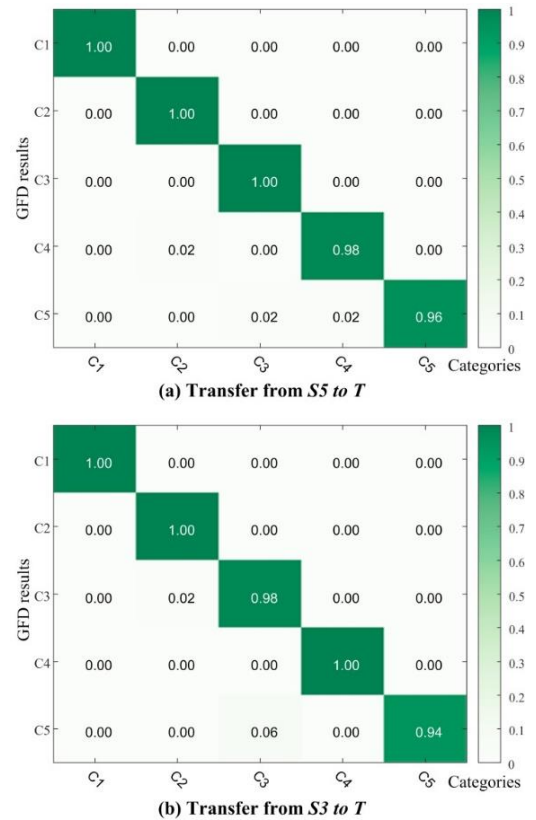 C1 1.00 0.00 0.00 0.00 0.00
C2 0.00 1.00 0.00 0.00 0.00
C3 0.00 0.00 1.00 0.00 0.00
C4 0.00 0.02 0.00 0.98 0.00
C5 0.00 0.00 0.02 0.02 0.96
GFD results
C1 C2 C3 C4 C5 Categories
1
0.9
0.8
0.7
0.6
0.5
0.4
0.3
0.2
0.1
0
(a) Transfer from S5 to T
C1 1.00 0.00 0.00 0.00 0.00
C2 0.00 1.00 0.00 0.00 0.00
C3 0.00 0.02 0.98 0.00 0.00
C4 0.00 0.00 0.00 1.00 0.00
C5 0.00 0.00 0.06 0.00 0.94
GFD results
C1 C2 C3 C4 C5 Categories
1
0.9
0.8
0.7
0.6
0.5
0.4
0.3
0.2
0.1
0
(b) Transfer from S3 to T